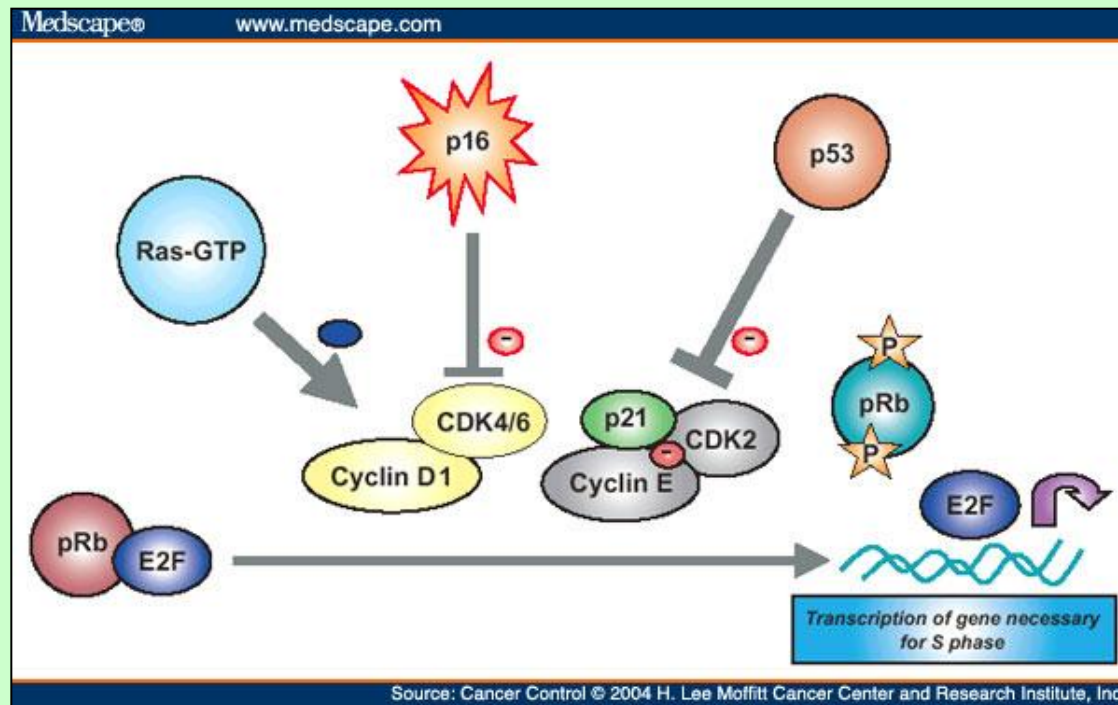 Medscape® www.medscape.com
p16
p53
Ras-GTP
-
-
P
pRb
P
CDK4/6
p21
CDK2
-
Cyclin D1
Cyclin E
E2F
pRb
E2F
Transcription of gene necessary
for S phase
Source: Cancer Control © 2004 H. Lee Moffitt Cancer Center and Research Institute, Inc